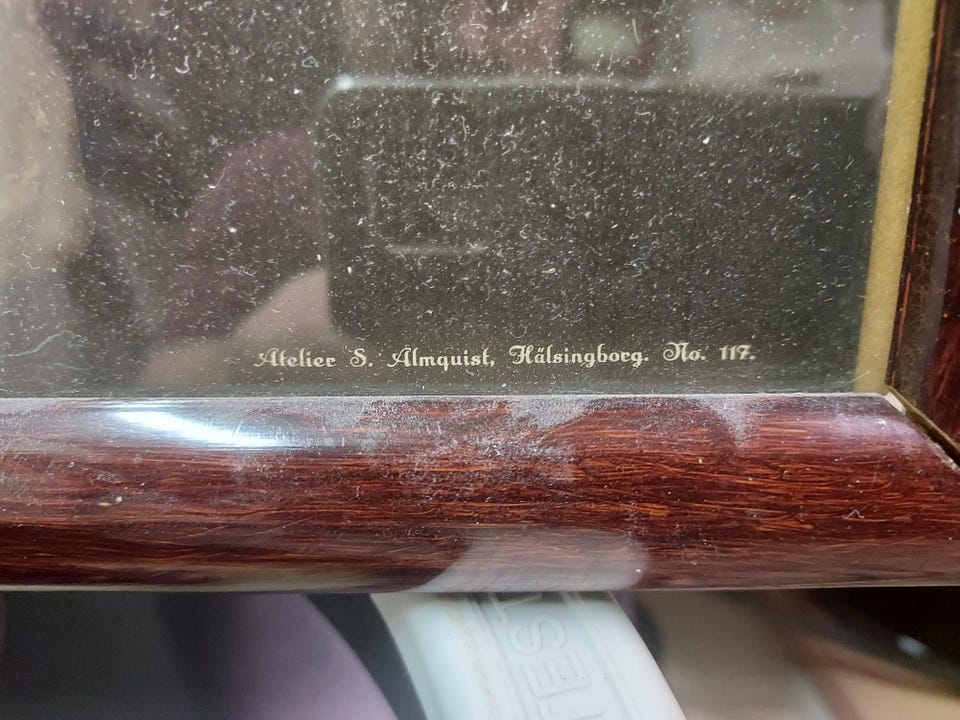 Atelier S. Almquist, Hälsingborg. No. 117.